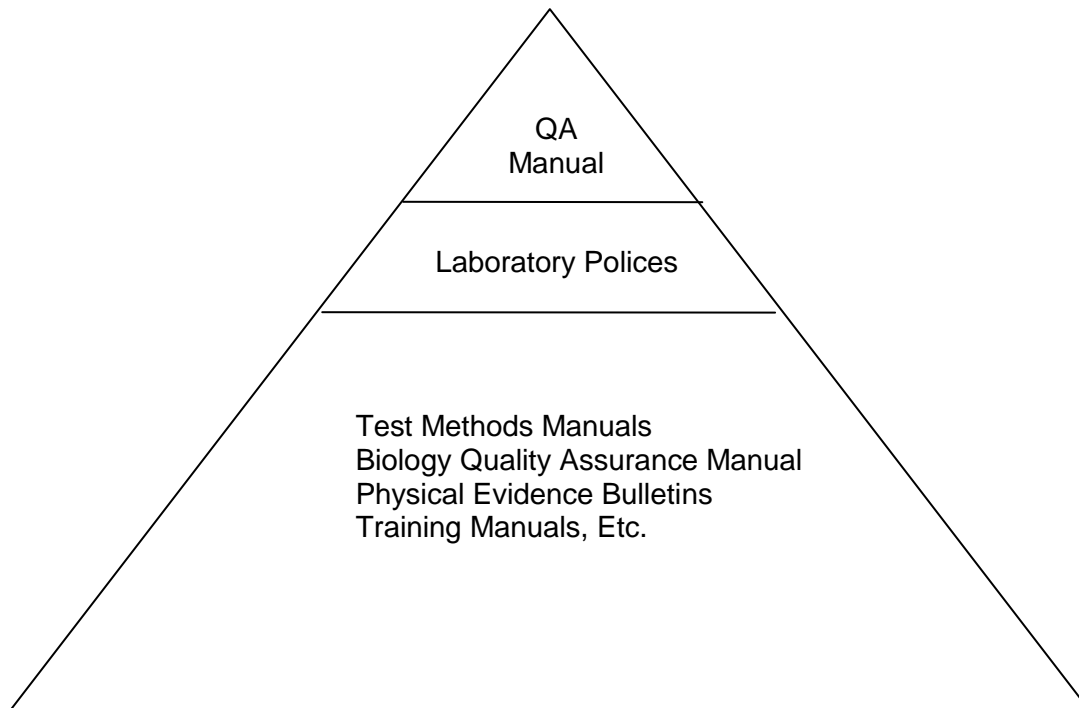 QA
Manual
Laboratory Polices
Test Methods Manuals
Biology Quality Assurance Manual
Physical Evidence Bulletins
Training Manuals, Etc.